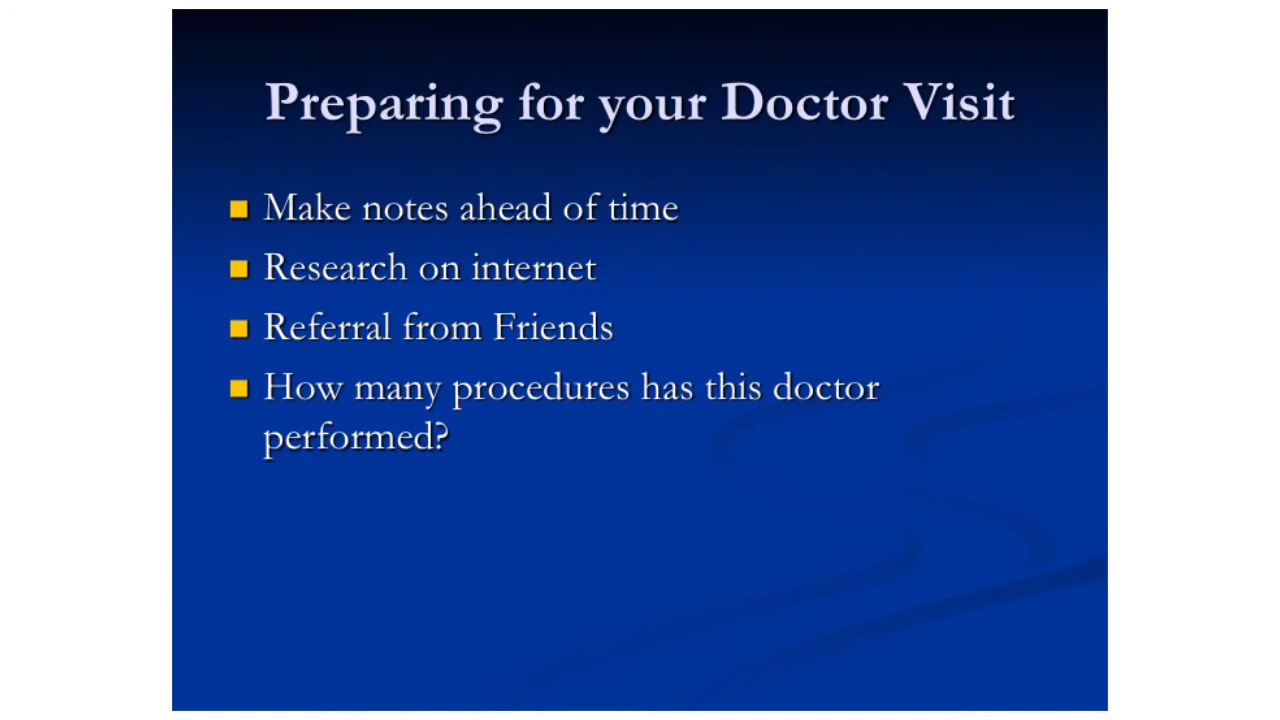 Preparing for your Doctor Visit
Make notes ahead of time
Research on internet
Referral from Friends
How many procedures has this doctor
performed?